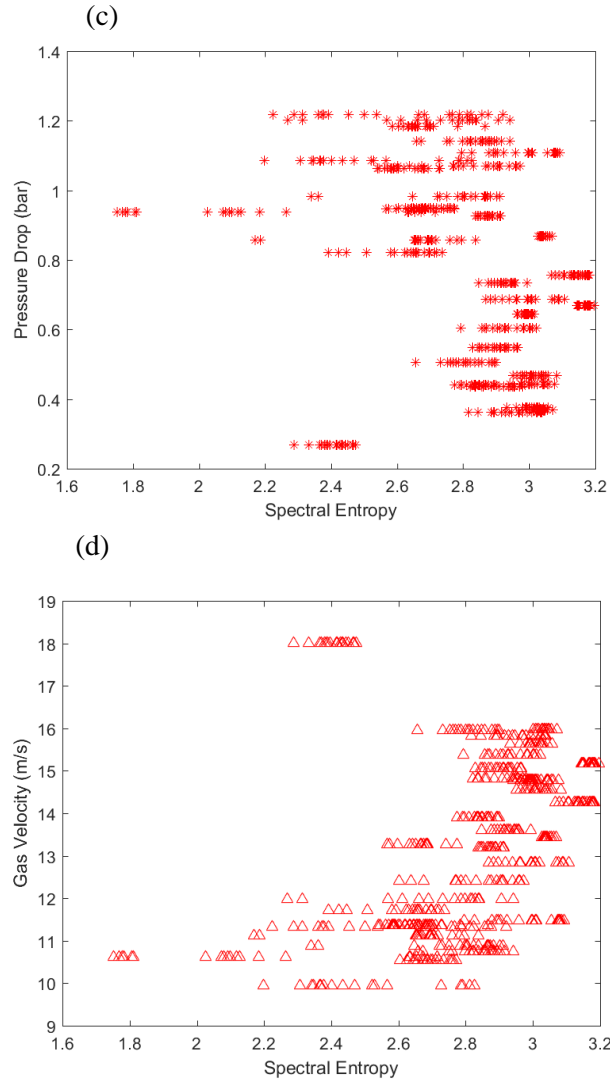 (c)
1.4
1.2
1
0.8
0.6
0.4
0.2
Pressure Drop (bar)
1.6 1.8 2 2.2 2.4 2.6 2.8 3 3.2
Spectral Entropy
(d)
19
18
17
16
15
14
13
12
11
10
9
Gas Velocity (m/s)
1.6 1.8 2 2.2 2.4 2.6 2.8 3 3.2
Spectral Entropy